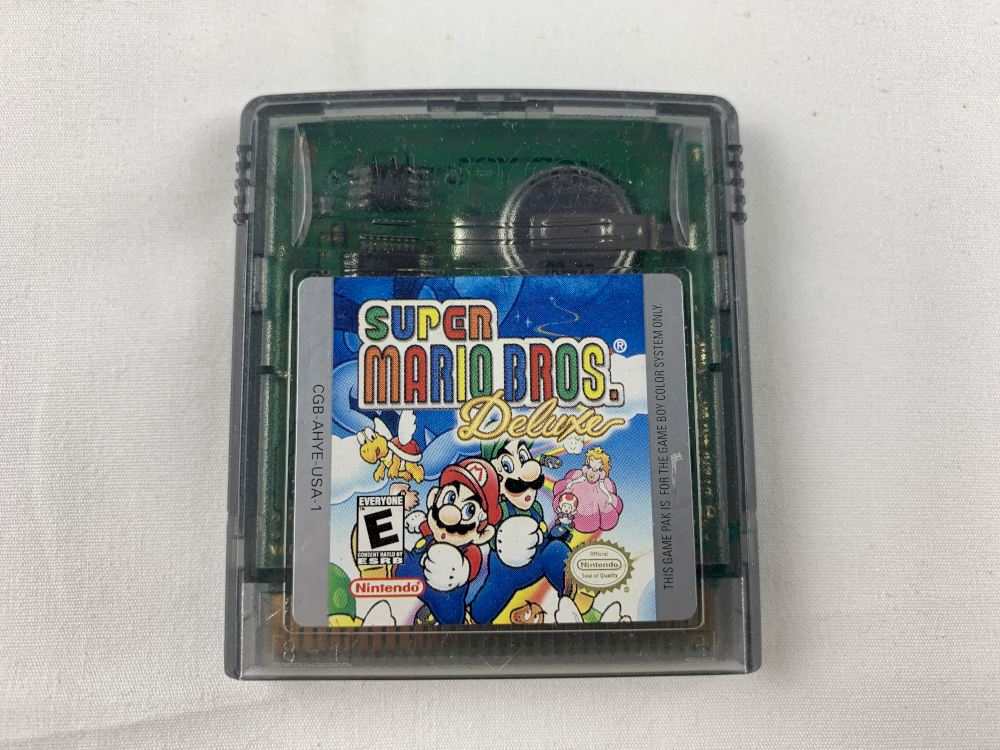 SUPER
MARIO BROS.®
Deluxe
CGB-AHYE-USA-1
THIS GAME PAK IS FOR THE GAME BOY COLOR SYSTEM ONLY.
EVERYONE
E
CONTENT RATED BY
ESRB
Nintendo
Official
Nintendo
Seal of Quality